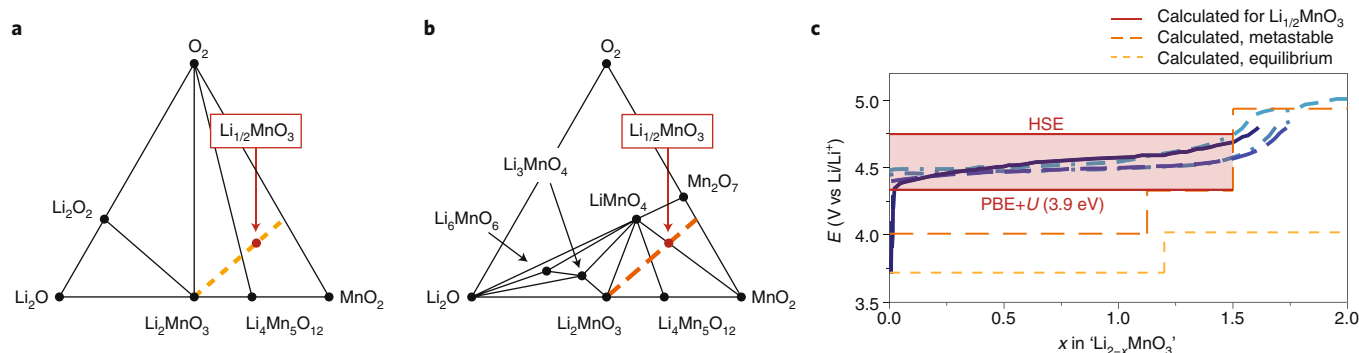 a
O₂
Li₁/₂MnO₃
Li₂O₂
Li₂O
MnO₂
Li₂MnO₃
Li₄Mn₅O₁₂
b
O₂
Li₁/₂MnO₃
Li₃MnO₄
Mn₂O₇
LiMnO₄
Li₆MnO₆
Li₂O
MnO₂
Li₂MnO₃
Li₄Mn₅O₁₂
c
Calculated for Li₁/₂MnO₃
Calculated, metastable
Calculated, equilibrium
HSE
PBE+U (3.9 eV)
E (V vs Li/Li⁺)
5.0
4.5
4.0
3.5
0.0 0.5 1.0 1.5 2.0
x in ‘Li₂₋ₓMnO₃’